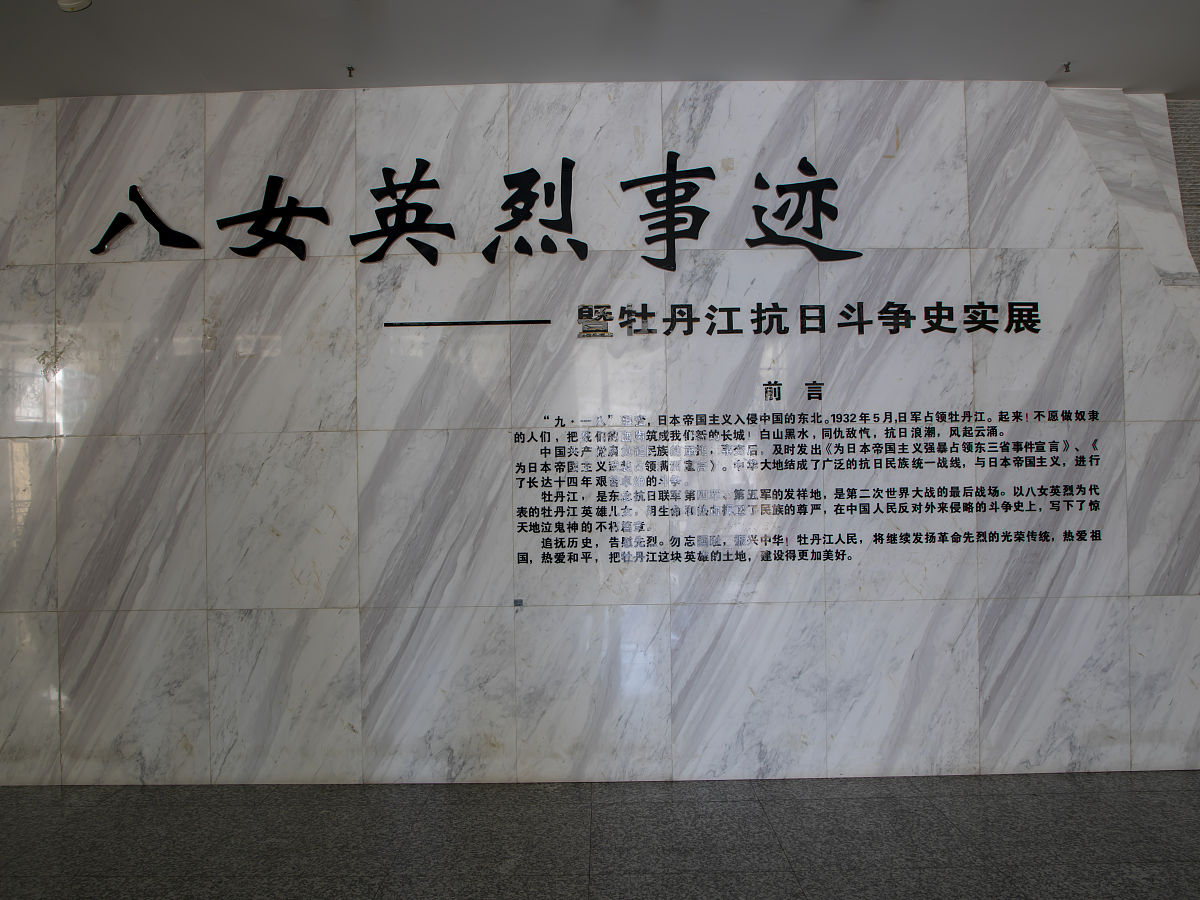 八女英烈事迹
——暨牡丹江抗日斗争史实展
前言
“九·一八” ，日本帝国主义入侵中国的东北。1932年5月，日军占领牡丹江。起来！不愿做奴隶
的人们，把我们的 筑成我们新的长城！白山黑水，同仇敌忾，抗日浪潮，风起云涌。
中国共产党 民族 ， 后，及时发出《为日本帝国主义强暴占领东三省事件宣言》、《
为日本帝国主义 占领满洲 宣言》。中华大地结成了广泛的抗日民族统一战线，与日本帝国主义，进行
了长达十四年艰苦 的斗争。
牡丹江，是东北抗日联军第四军、第五军的发祥地，是第二次世界大战的最后战场。以八女英烈为代
表的牡丹江英雄儿女，用生命和 了民族的尊严，在中国人民反对外来侵略的斗争史上，写下了惊
天地泣鬼神的不朽篇章。
追抚历史，告慰先烈。勿忘国耻，振兴中华！牡丹江人民，将继续发扬革命先烈的光荣传统，热爱祖
国，热爱和平，把牡丹江这块英雄的土地，建设得更加美好。